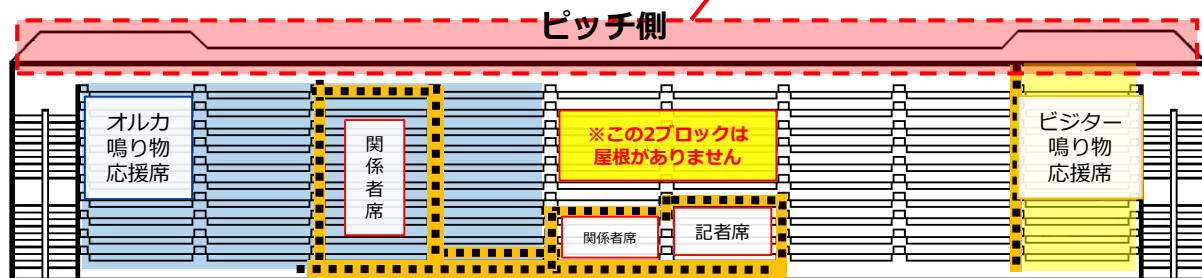 ピッチ側
オルカ
鳴り物
応援席
関
係
者
席
※この2ブロックは
屋根がありません
関係者席
記者席
ビジター
鳴り物
応援席